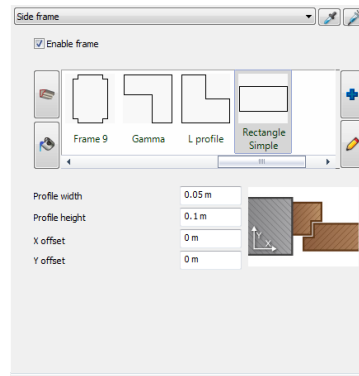 Side frame
Enable frame
Frame 9
Gamma
L profile
Rectangle
Simple
Profile width 0.05 m
Profile height 0.1 m
X offset 0 m
Y offset 0 m
Y
X